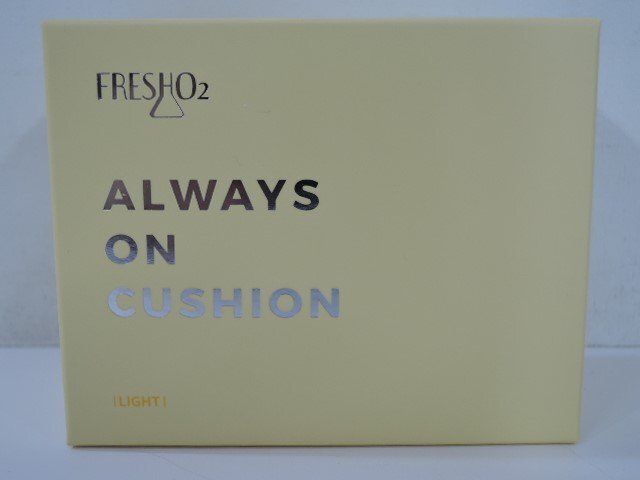 FRESHO2
ALWAYS
ON
CUSHION
|LIGHT|